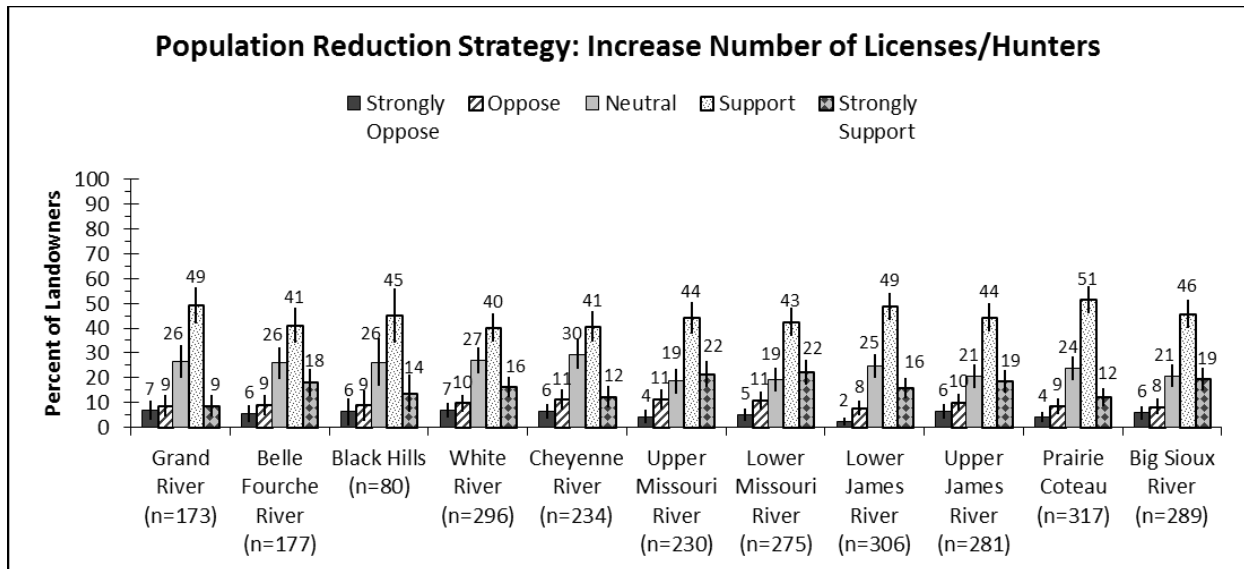 Population Reduction Strategy: Increase Number of Licenses/Hunters
Strongly Oppose Neutral Support Strongly
Oppose Support
Percent of Landowners
100
90
80
70
60
50
40
30
20
10
0
7 9 26 49 9
6 9 26 41 18
6 9 26 45 14
7 10 27 40 16
6 11 30 41 12
4 11 19 44 22
5 11 19 43 22
2 8 25 49 16
6 10 21 44 19
4 9 24 51 12
6 8 21 46 19
Grand
River
(n=173)
Belle
Fourche
River
(n=177)
Black Hills
(n=80)
White
River
(n=296)
Cheyenne
River
(n=234)
Upper
Missouri
River
(n=230)
Lower
Missouri
River
(n=275)
Lower
James
River
(n=306)
Upper
James
River
(n=281)
Prairie
Coteau
(n=317)
Big Sioux
River
(n=289)